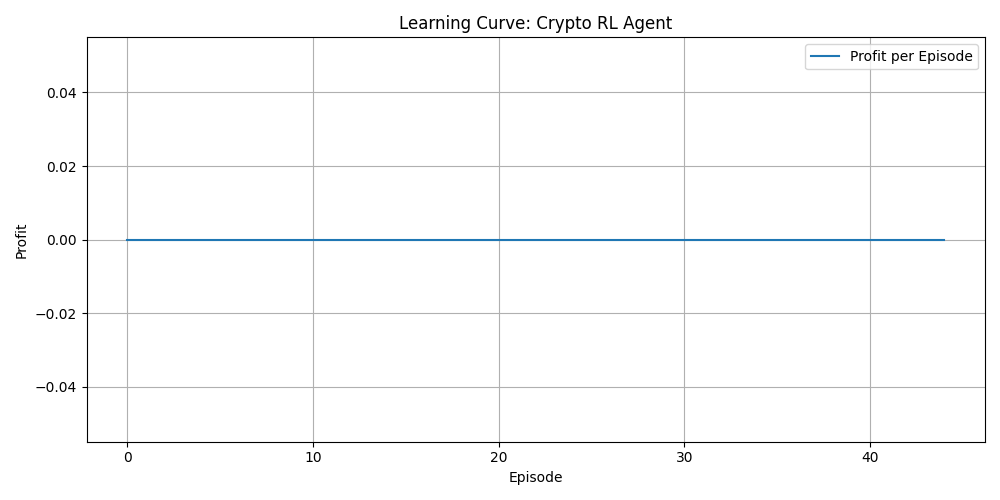 Learning Curve: Crypto RL Agent
Profit per Episode
0.04
0.02
0.00
−0.02
−0.04
Profit
0 10 20 30 40
Episode